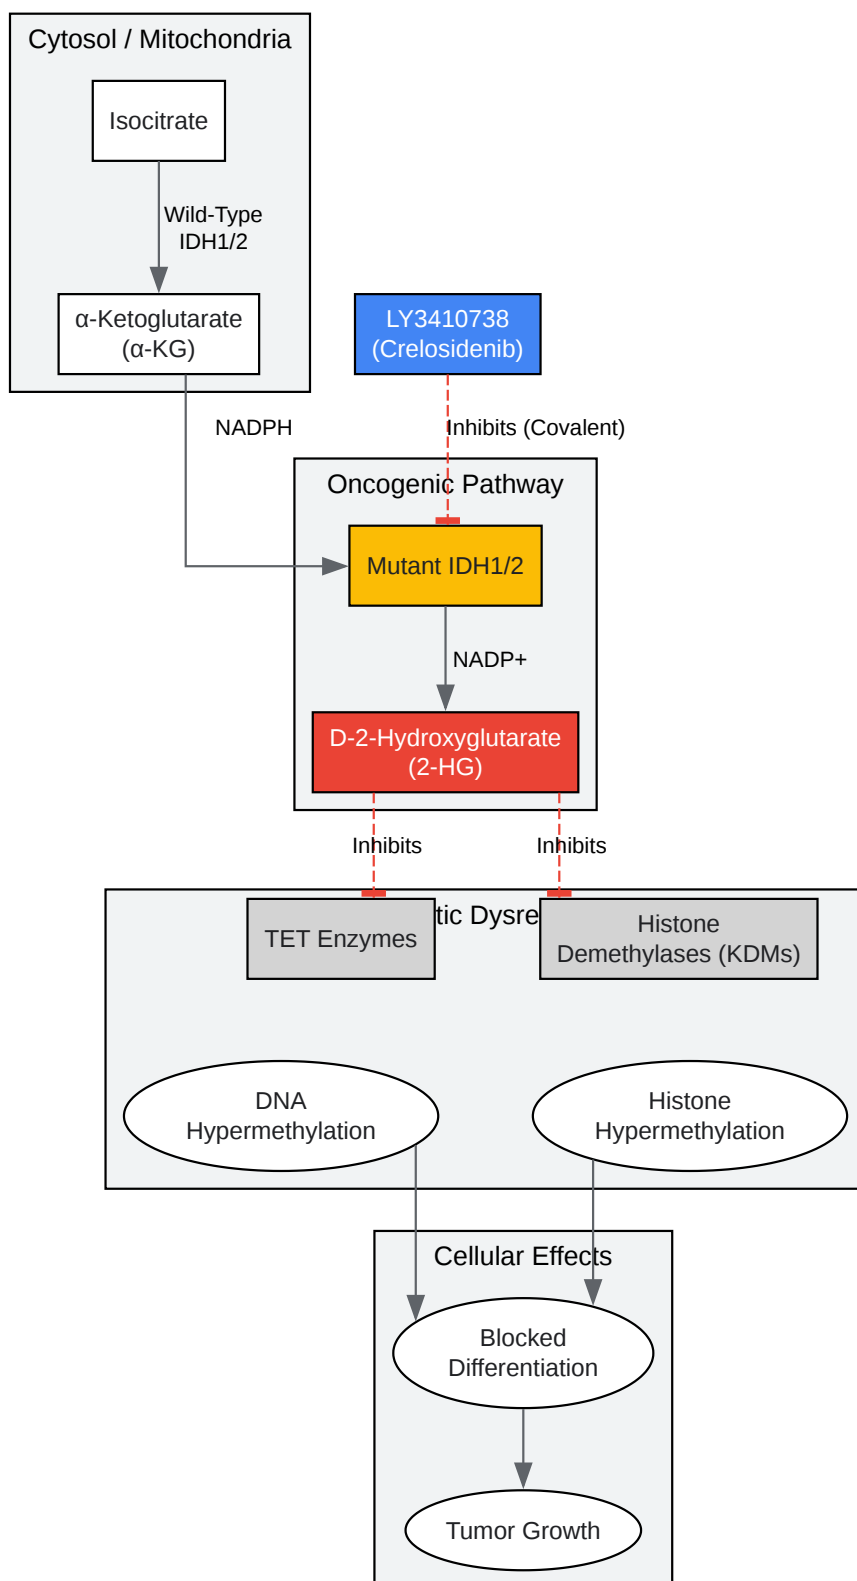 Cytosol / Mitochondria
Isocitrate
Wild-Type
IDH1/2
α-Ketoglutarate
(α-KG)
LY3410738
(Crelosidenib)
NADPH
Inhibits (Covalent)
Oncogenic Pathway
Mutant IDH1/2
NADP+
D-2-Hydroxyglutarate
(2-HG)
Inhibits
Inhibits
tic Dysre
TET Enzymes
Histone
Demethylases (KDMs)
DNA
Hypermethylation
Histone
Hypermethylation
Cellular Effects
Blocked
Differentiation
Tumor Growth